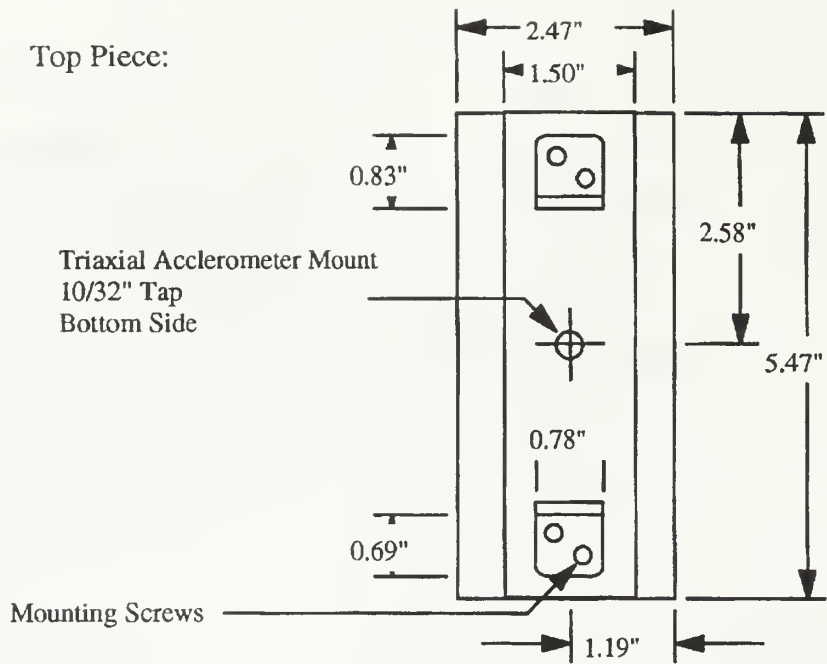 Top Piece:
2.47"
1.50"
0.83"
2.58"
Triaxial Acclerometer Mount
10/32" Tap
Bottom Side
5.47"
0.78"
0.69"
Mounting Screws
1.19"